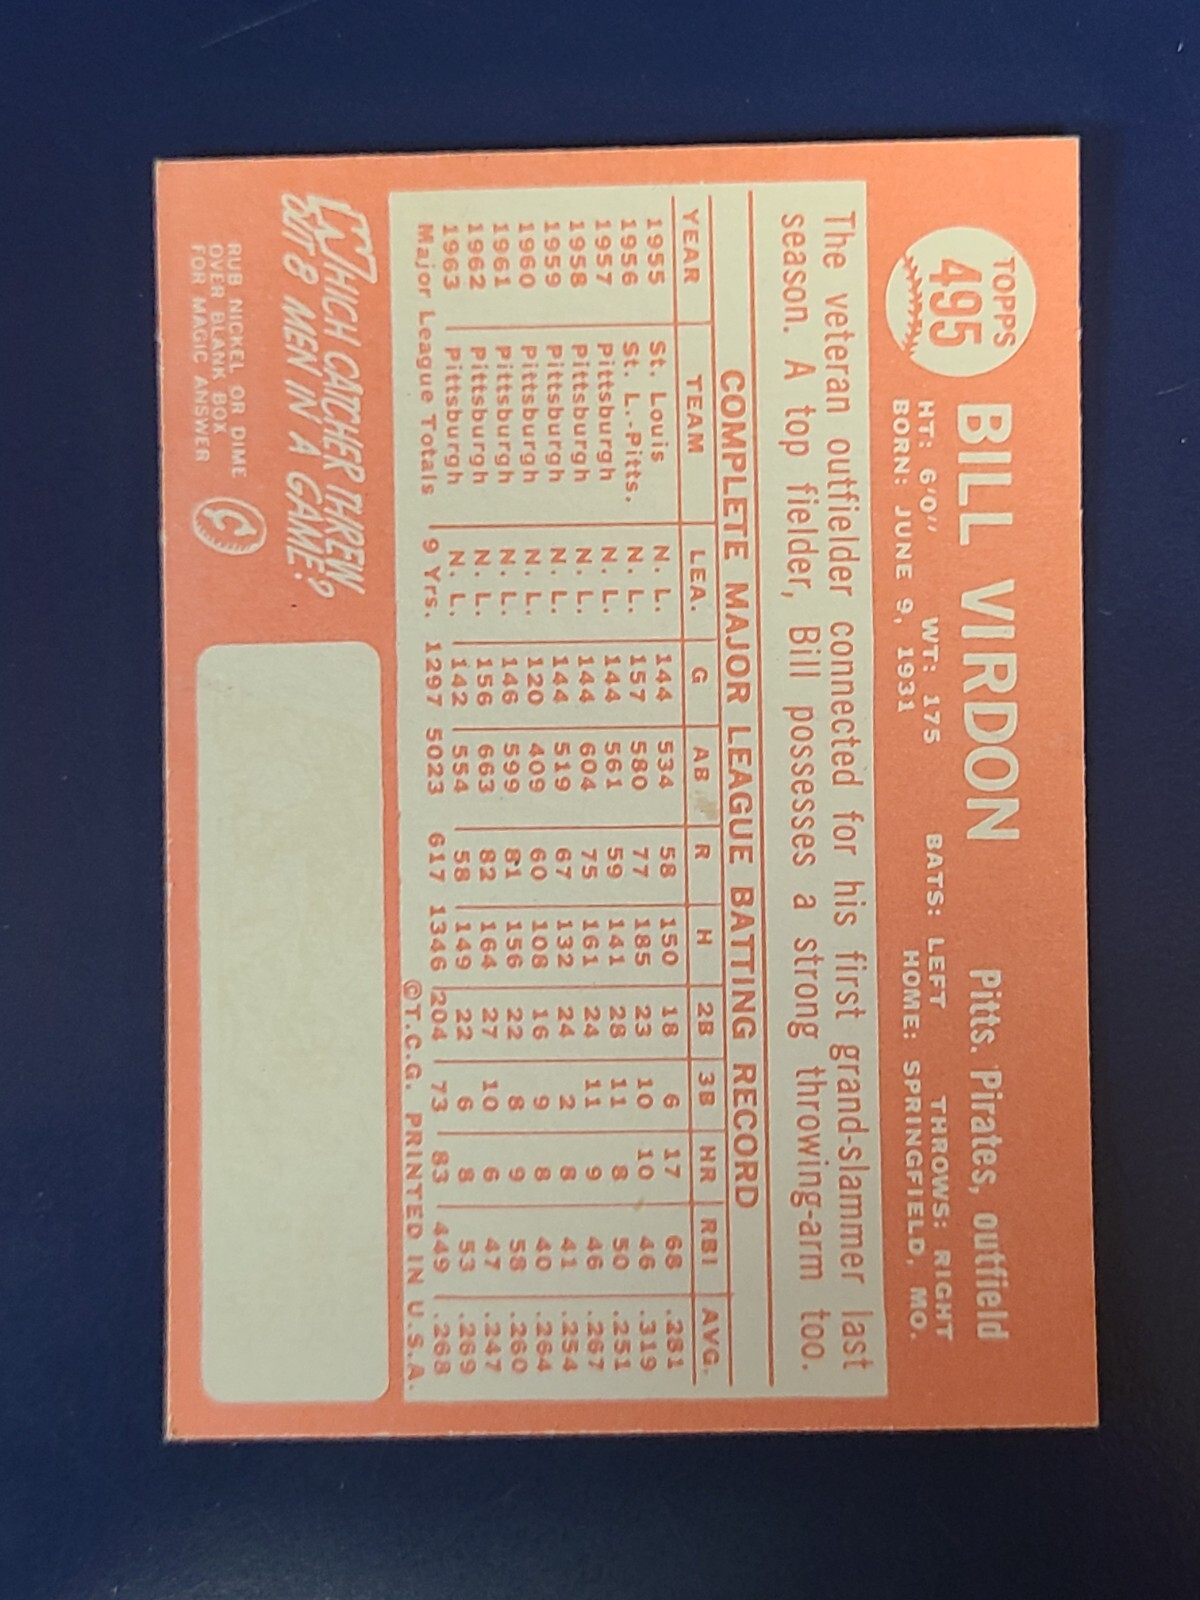 TOPPS
495
BILL VIRDON
Pitts. Pirates, outfield
HT: 6'0" WT: 175 BATS: LEFT THROWS: RIGHT
BORN: JUNE 9, 1931 HOME: SPRINGFIELD, MO.
The veteran outfielder connected for his first grand-slammer last
season. A top fielder, Bill possesses a strong throwing-arm too.
COMPLETE MAJOR LEAGUE BATTING RECORD
YEAR TEAM LEA. G AB R H 2B 3B HR RBI AVG.
1955 St. Louis N. L. 144 534 58 150 18 6 17 68 .281
1956 St. L.-Pitts. N. L. 157 580 77 185 23 10 10 46 .319
1957 Pittsburgh N. L. 144 561 59 141 28 11 8 50 .251
1958 Pittsburgh N. L. 144 604 75 161 24 11 9 46 .267
1959 Pittsburgh N. L. 144 519 67 132 24 2 8 41 .254
1960 Pittsburgh N. L. 120 409 60 108 16 9 8 40 .264
1961 Pittsburgh N. L. 146 599 81 156 22 8 9 58 .260
1962 Pittsburgh N. L. 156 663 82 164 27 10 6 47 .247
1963 Pittsburgh N. L. 142 554 58 149 22 6 8 53 .269
Major League Totals 9 Yrs. 1297 5023 617 1346 204 73 83 449 .268
©T.C.G. PRINTED IN U.S.A.
WHICH CATCHER THREW
OUT 8 MEN IN A GAME?
RUB NICKEL OR DIME
OVER BLANK BOX
FOR MAGIC ANSWER